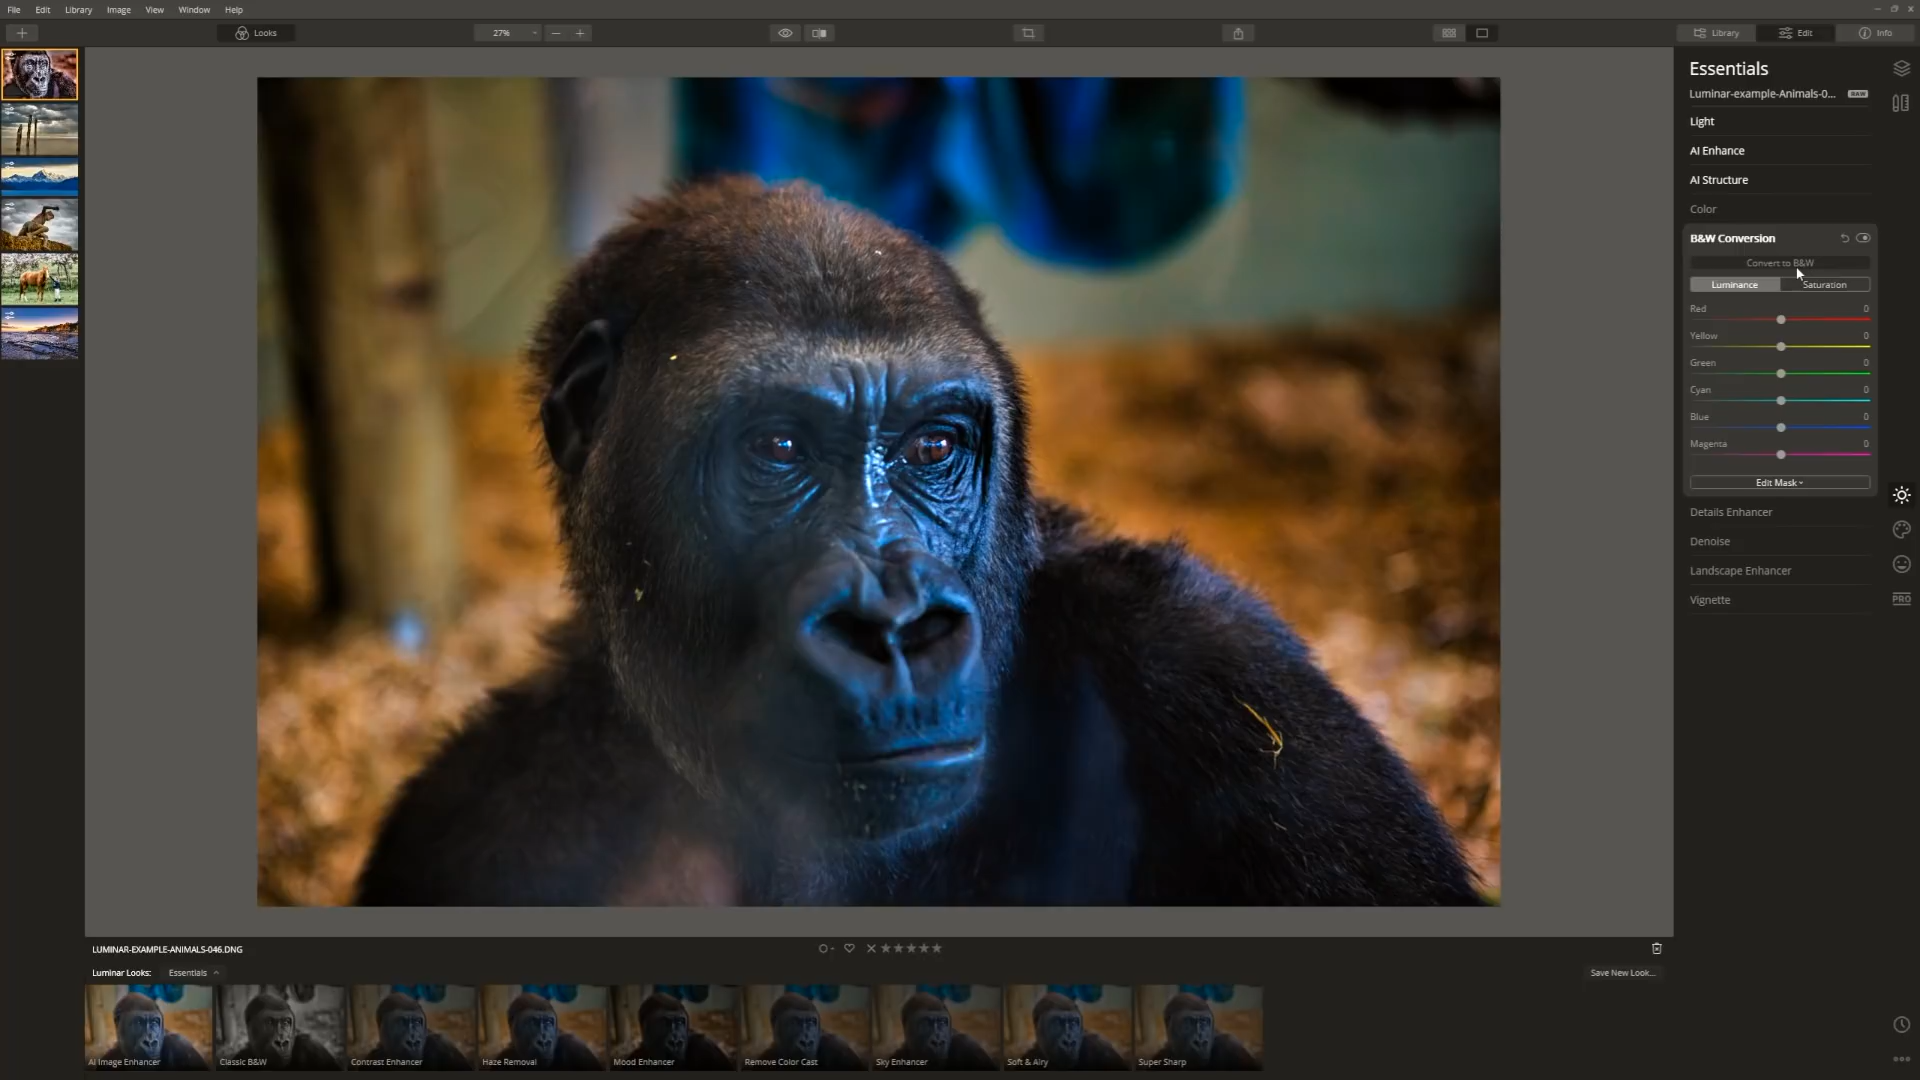 File Edit Library Image View Window Help
Looks 27% Library Edit Info
Essentials
Luminar-example-Animals-0... RAW
Light
AI Enhance
AI Structure
Color
B&W Conversion
Convert to B&W
Luminance Saturation
Red 0
Yellow 0
Green 0
Cyan 0
Blue 0
Magenta 0
Edit Mask
Details Enhancer
Denoise
Landscape Enhancer
Vignette
PRO
LUMINAR-EXAMPLE-ANIMALS-046.DNG
Luminar Looks: Essentials Save New Look...
AI Image Enhancer Classic B&W Contrast Enhancer Haze Removal Mood Enhancer Remove Color Cast Sky Enhancer Soft & Airy Super Sharp